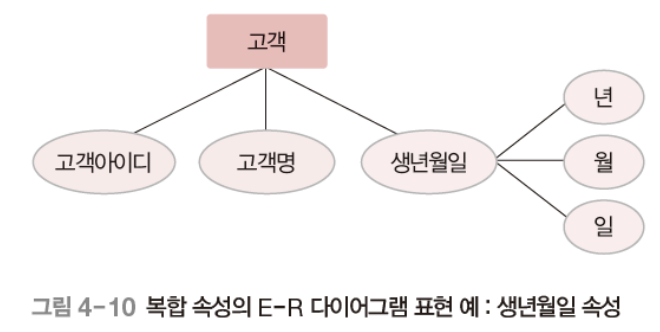 고객
고객아이디
고객명
생년월일
년
월
일
그림 4-10 복합 속성의 E-R 다이어그램 표현 예 : 생년월일 속성